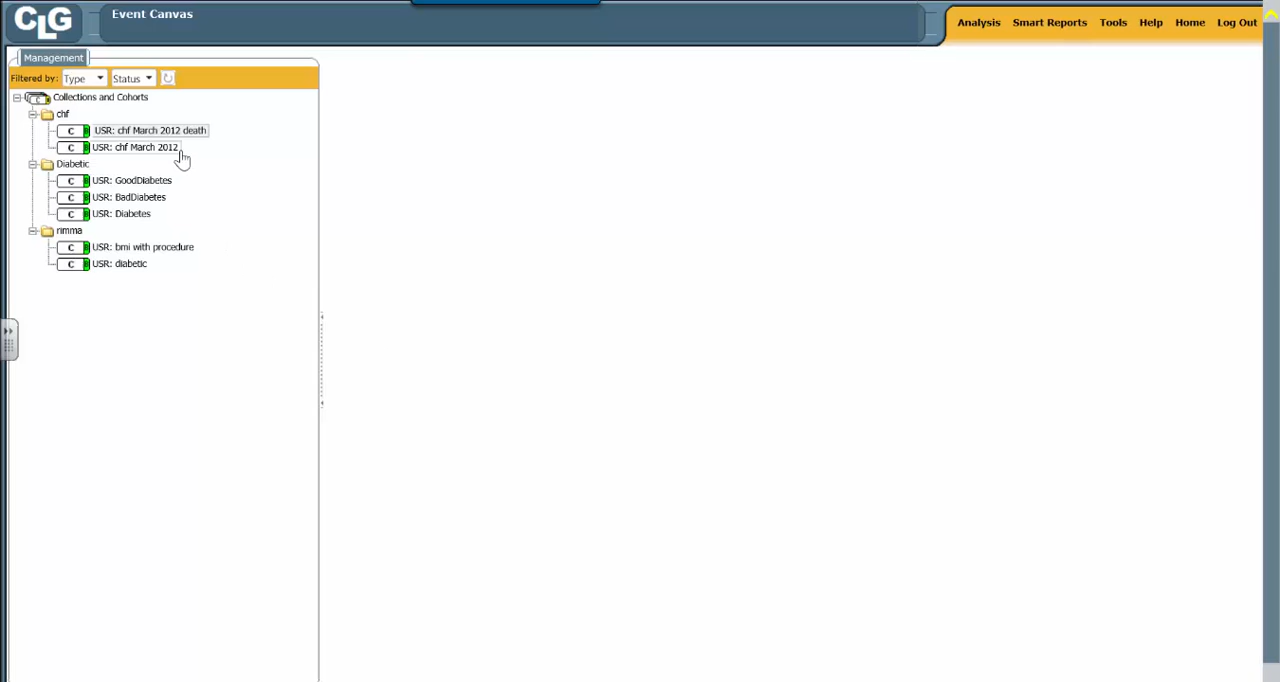 CLG
Event Canvas
Analysis Smart Reports Tools Help Home Log Out
Management
Filtered by: Type Status
Collections and Cohorts
chf
C USR: chf March 2012 death
C USR: chf March 2012
Diabetic
C USR: GoodDiabetes
C USR: BadDiabetes
C USR: Diabetes
rimma
C USR: bmi with procedure
C USR: diabetic